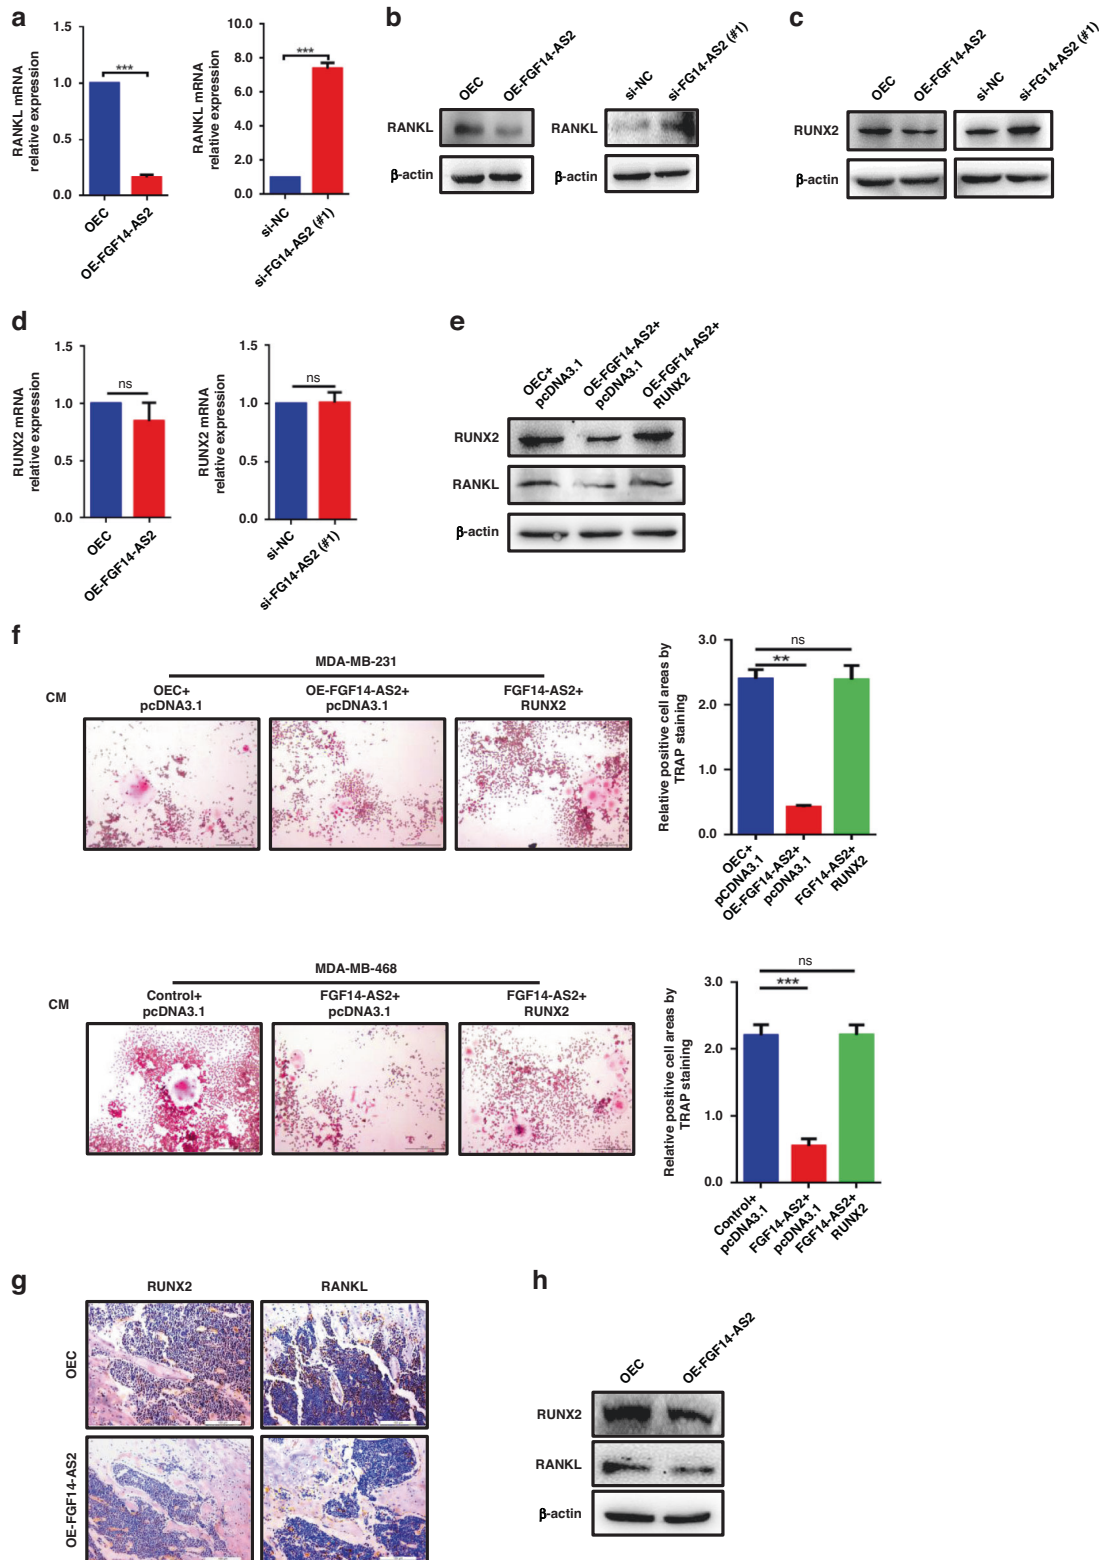 a
RANKL mRNA
relative expression
1.5
1.0
0.5
0.0
***
OEC
OE-FGF14-AS2
RANKL mRNA
relative expression
10.0
8.0
6.0
4.0
2.0
0.0
***
si-NC
si-FG14-AS2 (#1)
b
OEC
OE-FGF14-AS2
RANKL
β-actin
si-NC
si-FG14-AS2 (#1)
RANKL
β-actin
c
OEC
OE-FGF14-AS2
si-NC
si-FG14-AS2 (#1)
RUNX2
β-actin
d
RUNX2 mRNA
relative expression
1.5
1.0
0.5
0.0
ns
OEC
OE-FGF14-AS2
RUNX2 mRNA
relative expression
1.5
1.0
0.5
0.0
ns
si-NC
si-FG14-AS2 (#1)
e
OEC+
pcDNA3.1
OE-FGF14-AS2+
pcDNA3.1
OE-FGF14-AS2+
RUNX2
RUNX2
RANKL
β-actin
f
MDA-MB-231
CM
OEC+
pcDNA3.1
OE-FGF14-AS2+
pcDNA3.1
FGF14-AS2+
RUNX2
Relative positive cell areas by
TRAP staining
3.0
2.0
1.0
0.0
ns
**
OEC+
pCDNA3.1
OE-FGF14-AS2+
pcDNA3.1
FGF14-AS2+
RUNX2
MDA-MB-468
CM
Control+
pcDNA3.1
FGF14-AS2+
pcDNA3.1
FGF14-AS2+
RUNX2
Relative positive cell areas by
TRAP staining
3.0
2.0
1.0
0.0
ns
***
Control+
pcDNA3.1
FGF14-AS2+
pcDNA3.1
FGF14-AS2+
RUNX2
g
RUNX2
RANKL
OEC
OE-FGF14-AS2
h
OEC
OE-FGF14-AS2
RUNX2
RANKL
β-actin